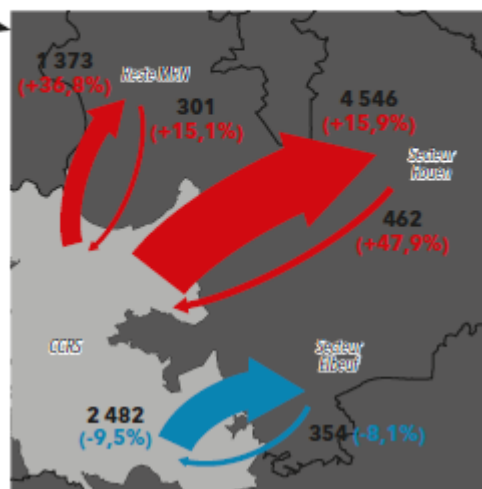 1 373
(+36,8%)
Reste MRN
301
(+15,1%)
4 546
(+15,9%)
Secteur
Rouen
462
(+47,9%)
CCRS
Secteur
Elbeuf
2 482
(-9,5%)
354 (-8,1%)